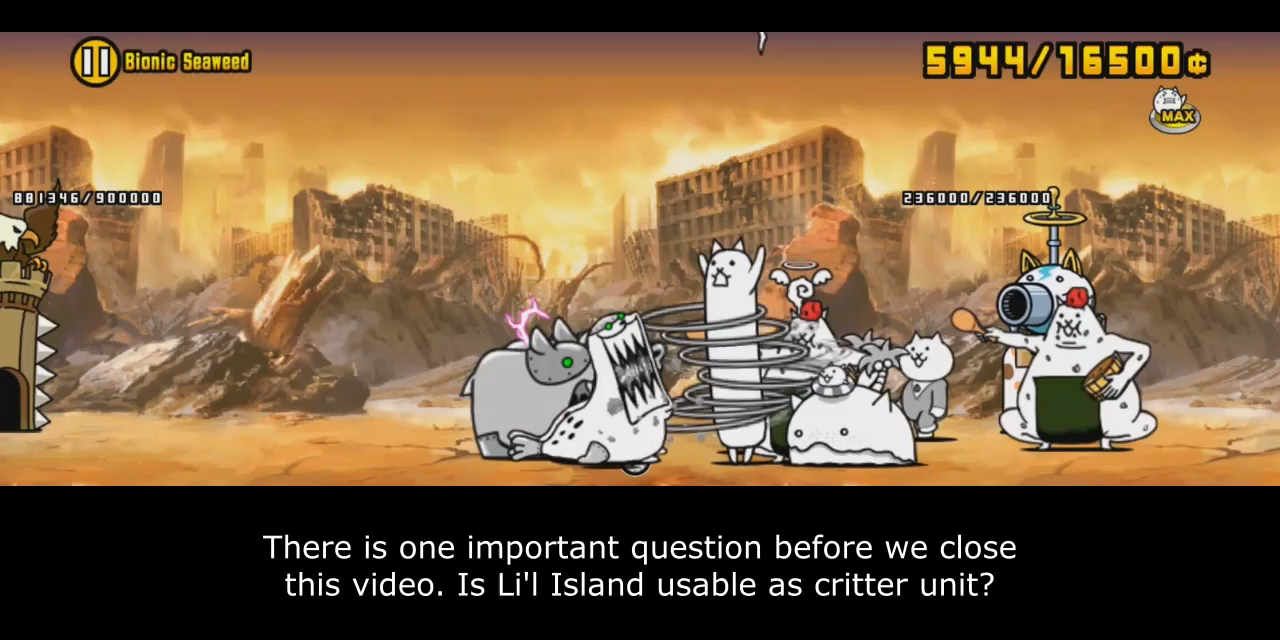 Bionic Seaweed
5944/16500¢
MAX
881346/900000
236000/236000
There is one important question before we close
this video. Is Li'l Island usable as critter unit?